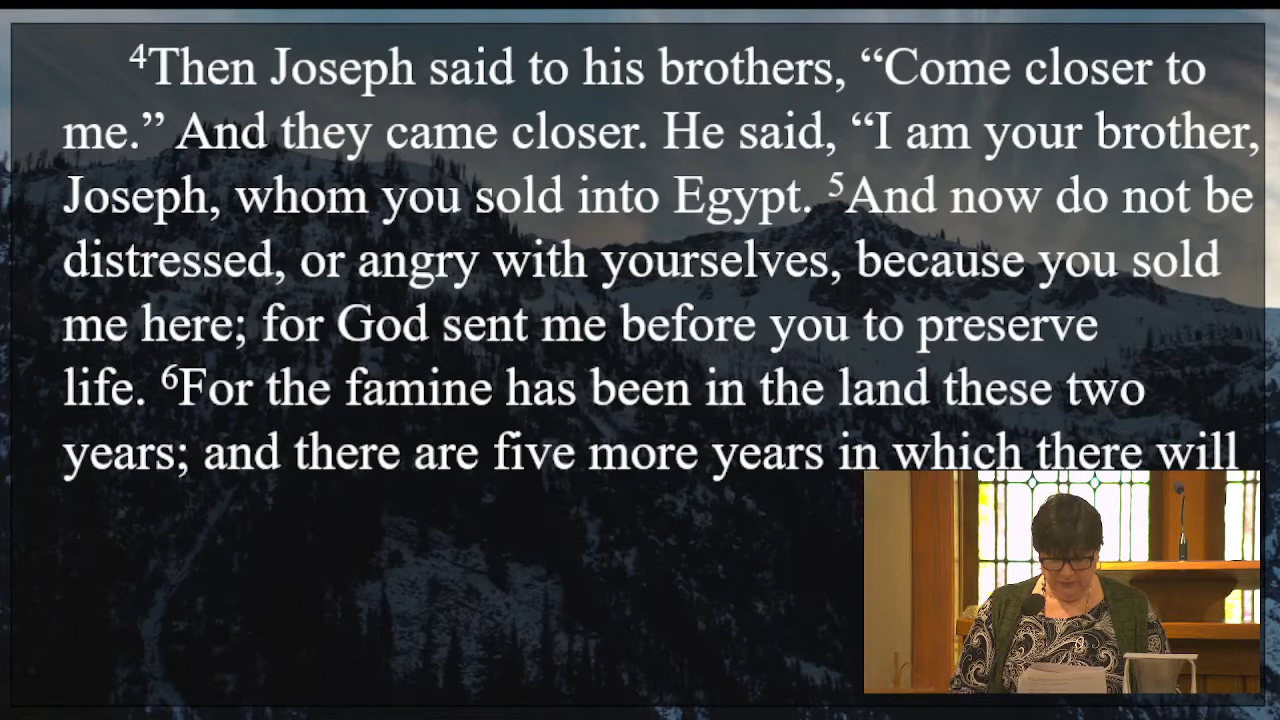 ⁴Then Joseph said to his brothers, “Come closer to
me.” And they came closer. He said, “I am your brother,
Joseph, whom you sold into Egypt. ⁵And now do not be
distressed, or angry with yourselves, because you sold
me here; for God sent me before you to preserve
life. ⁶For the famine has been in the land these two
years; and there are five more years in which there will